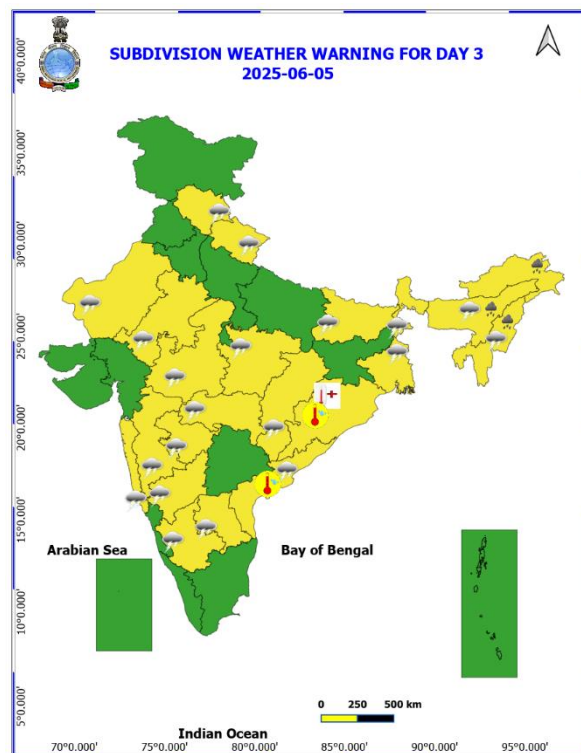 SUBDIVISION WEATHER WARNING FOR DAY 3
2025-06-05
40°0.000'
35°0.000'
30°0.000'
25°0.000'
20°0.000'
15°0.000'
10°0.000'
5°0.000'
Arabian Sea
Bay of Bengal
0 250 500 km
Indian Ocean
70°0.000' 75°0.000' 80°0.000' 85°0.000' 90°0.000' 95°0.000'